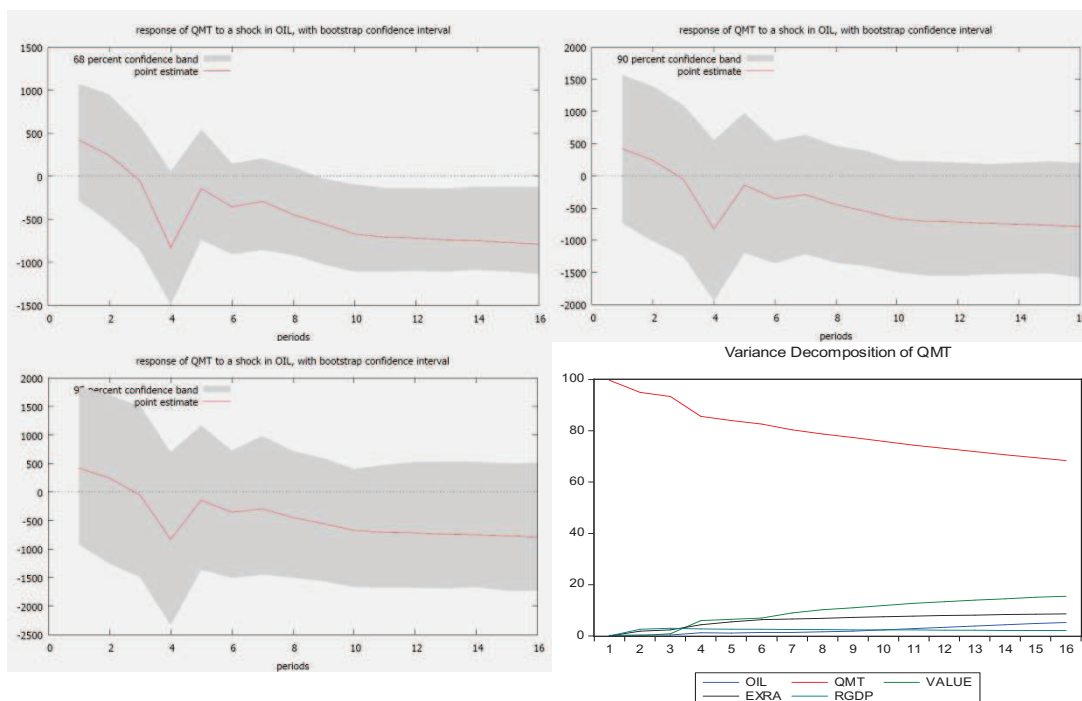 response of QMT to a shock in OIL, with bootstrap confidence interval
1500
1000
500
0
-500
-1000
-1500
68 percent confidence band
point estimate
0 2 4 6 8 10 12 14 16
periods
response of QMT to a shock in OIL, with bootstrap confidence interval
2000
1500
1000
500
0
-500
-1000
-1500
-2000
90 percent confidence band
point estimate
0 2 4 6 8 10 12 14 16
periods
response of QMT to a shock in OIL, with bootstrap confidence interval
2000
1500
1000
500
0
-500
-1000
-1500
-2000
-2500
percent confidence band
point estimate
0 2 4 6 8 10 12 14 16
periods
Variance Decomposition of QMT
100
80
60
40
20
0
1 2 3 4 5 6 7 8 9 10 11 12 13 14 15 16
OIL QMT VALUE
EXRA RGDP